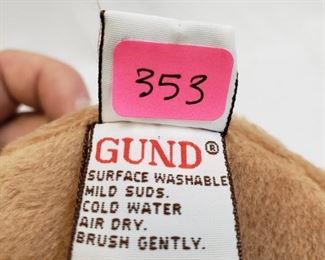 353
GUND®
SURFACE WASHABLE
MILD SUDS.
COLD WATER
AIR DRY.
BRUSH GENTLY.